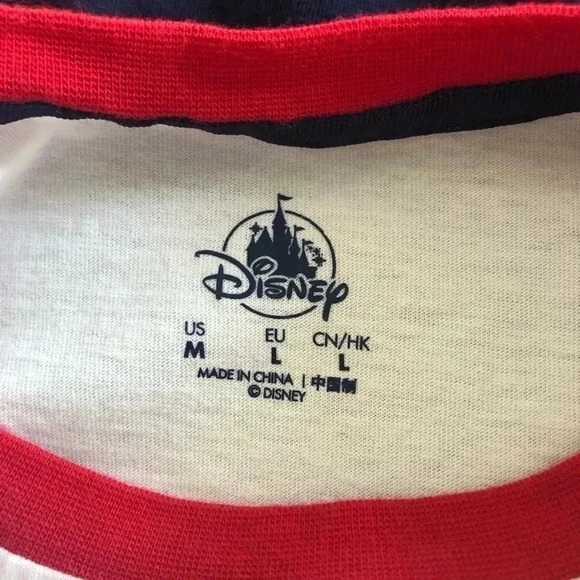 Disney
US EU CN/HK
M L L
MADE IN CHINA | 中国制
© DISNEY